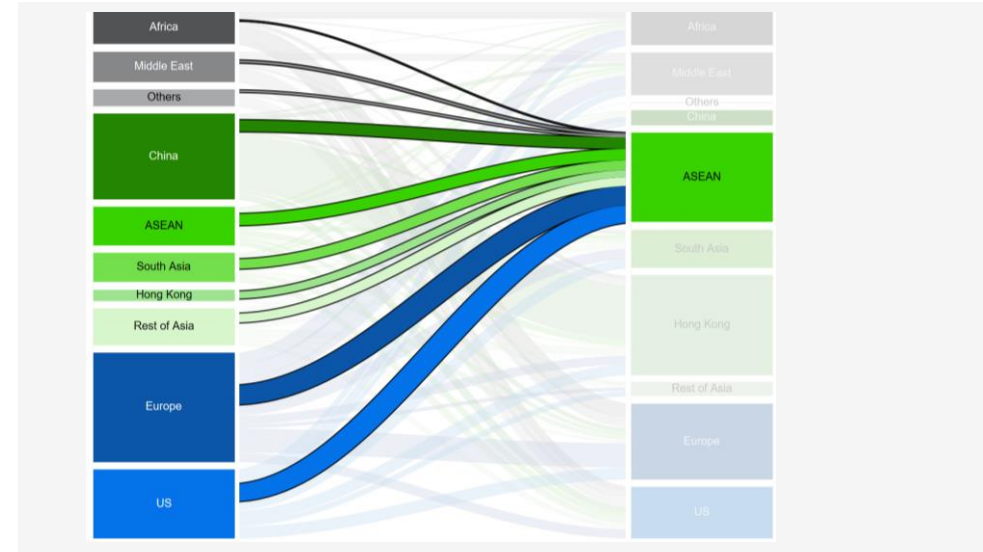 Africa
Middle East
Others
China
ASEAN
South Asia
Hong Kong
Rest of Asia
Europe
US
Africa
Middle East
Others
China
ASEAN
South Asia
Hong Kong
Rest of Asia
Europe
US